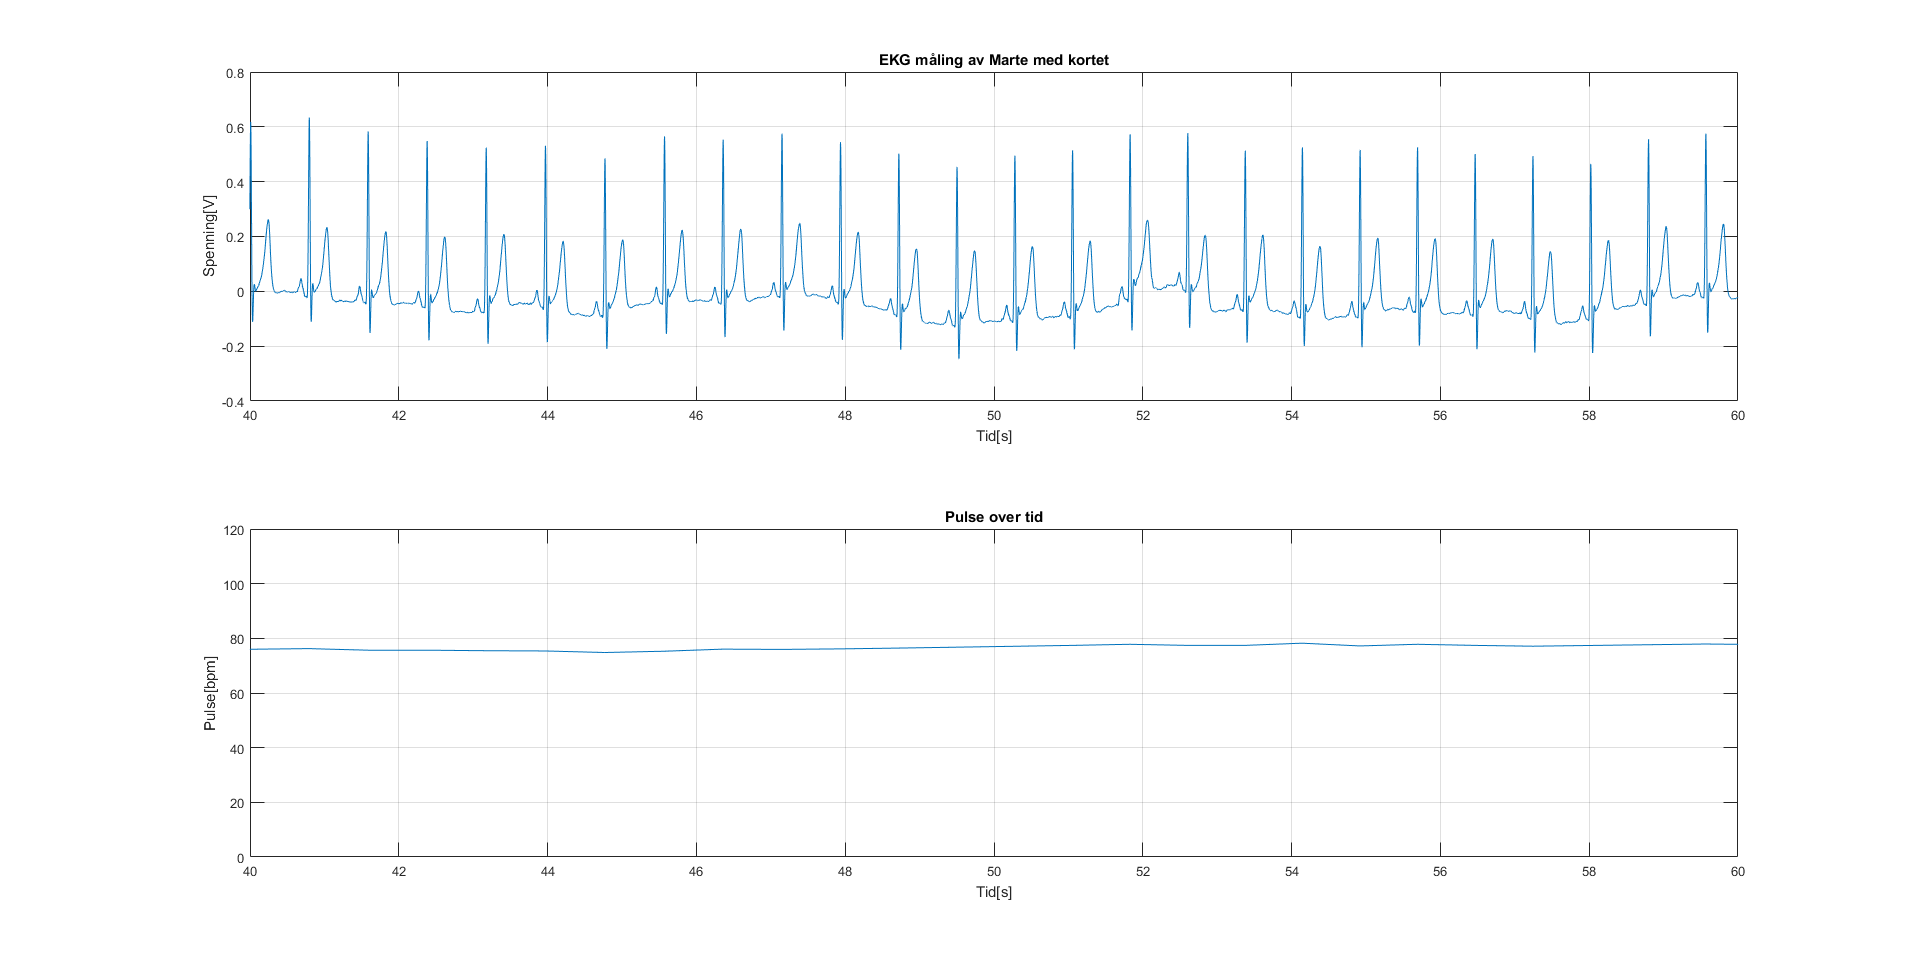 EKG måling av Marte med kortet
0.8
0.6
0.4
0.2
0
-0.2
-0.4
Spenning[V]
40 42 44 46 48 50 52 54 56 58 60
Tid[s]
Pulse over tid
120
100
80
60
40
20
0
Pulse[bpm]
40 42 44 46 48 50 52 54 56 58 60
Tid[s]